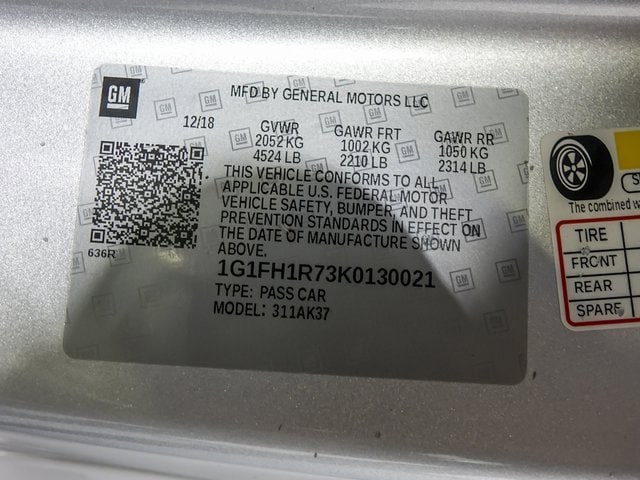 GM
MFD BY GENERAL MOTORS LLC
12/18
GVWR GAWR FRT GAWR RR
2052 KG 1002 KG 1050 KG
4524 LB 2210 LB 2314 LB
THIS VEHICLE CONFORMS TO ALL
APPLICABLE U.S. FEDERAL MOTOR
VEHICLE SAFETY, BUMPER, AND THEFT
PREVENTION STANDARDS IN EFFECT ON
THE DATE OF MANUFACTURE SHOWN
ABOVE.
636R
1G1FH1R73K0130021
TYPE: PASS CAR
MODEL: 311AK37
The combined w
TIRE
FRONT
REAR
SPARE